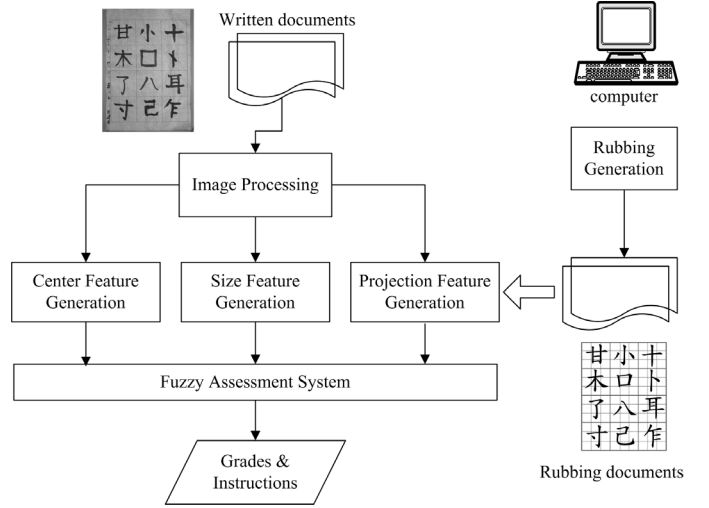 Written documents
甘小十
木口卜
了八耳
寸己乍
computer
Rubbing
Generation
Image Processing
Center Feature
Generation
Size Feature
Generation
Projection Feature
Generation
Fuzzy Assessment System
Grades &
Instructions
甘小十
木口卜
了八耳
寸己乍
Rubbing documents